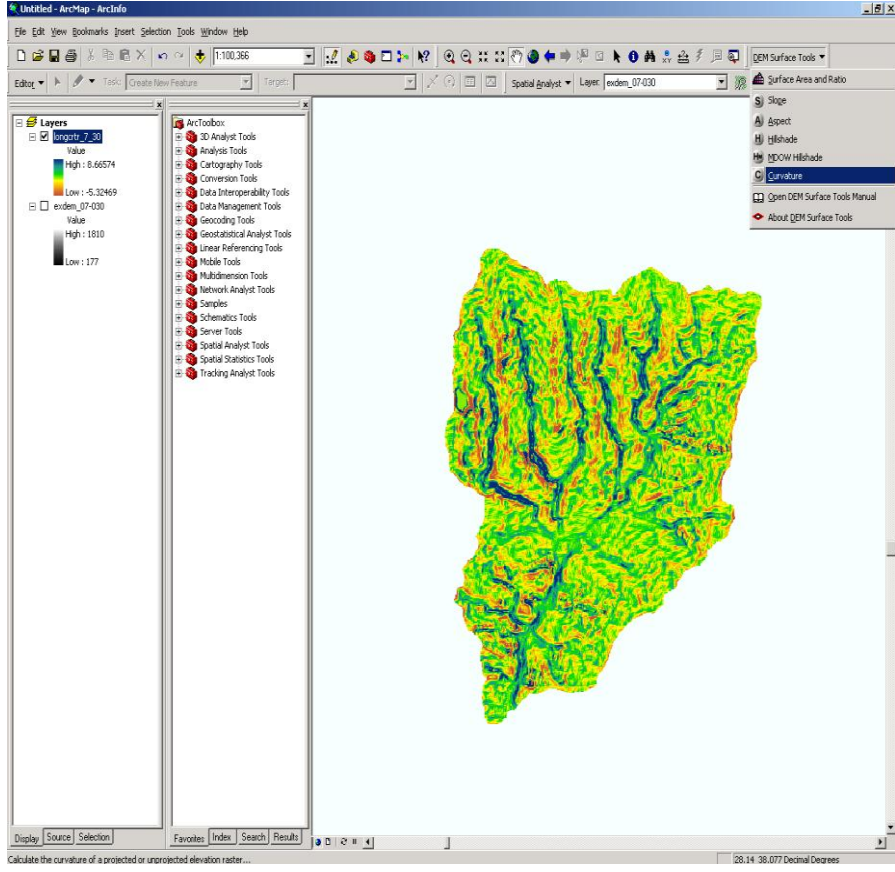 Untitled - ArcMap - ArcInfo
File Edit View Bookmarks Insert Selection Tools Window Help
1:100,366
DEM Surface Tools
Editor Task: Create New Feature Target: Spatial Analyst Layer: exdem_07-030
Surface Area and Ratio
Slope
Aspect
Hillshade
MDOW Hillshade
Curvature
Open DEM Surface Tools Manual
About DEM Surface Tools
Layers
longcrtr_7_30
Value
High : 8.66574
Low : -5.32469
exdem_07-030
Value
High : 1810
Low : 177
ArcToolbox
3D Analyst Tools
Analysis Tools
Cartography Tools
Conversion Tools
Data Interoperability Tools
Data Management Tools
Geocoding Tools
Geostatistical Analyst Tools
Linear Referencing Tools
Mobile Tools
Multidimension Tools
Network Analyst Tools
Samples
Schematics Tools
Server Tools
Spatial Analyst Tools
Spatial Statistics Tools
Tracking Analyst Tools
Display Source Selection
Favorites Index Search Results
Calculate the curvature of a projected or unprojected elevation raster...
28.14 38.077 Decimal Degrees